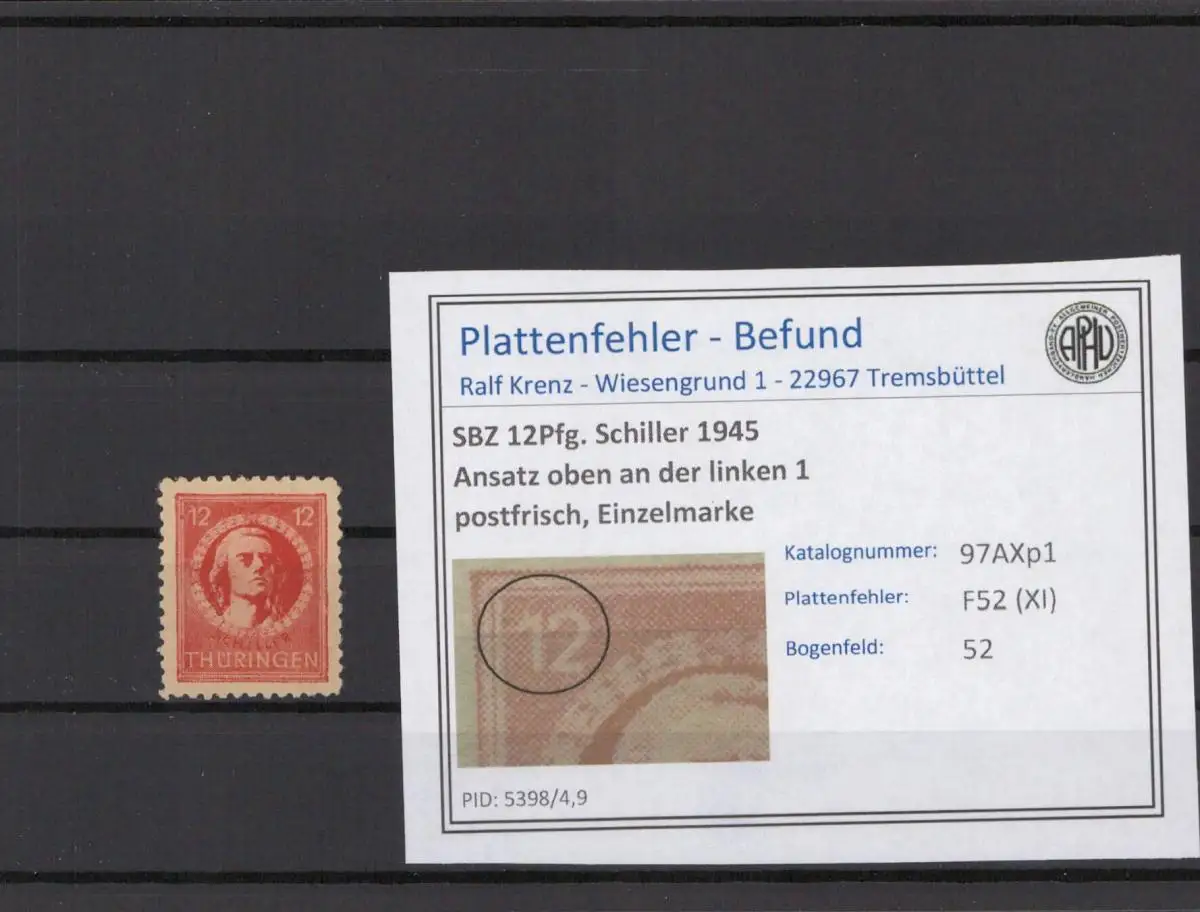 12 12
SCHILLER
THÜRINGEN
Plattenfehler - Befund
Ralf Krenz - Wiesengrund 1 - 22967 Tremsbüttel
APHV
SBZ 12Pfg. Schiller 1945
Ansatz oben an der linken 1
postfrisch, Einzelmarke
12
Katalognummer: 97AXp1
Plattenfehler: F52 (XI)
Bogenfeld: 52
PID: 5398/4,9